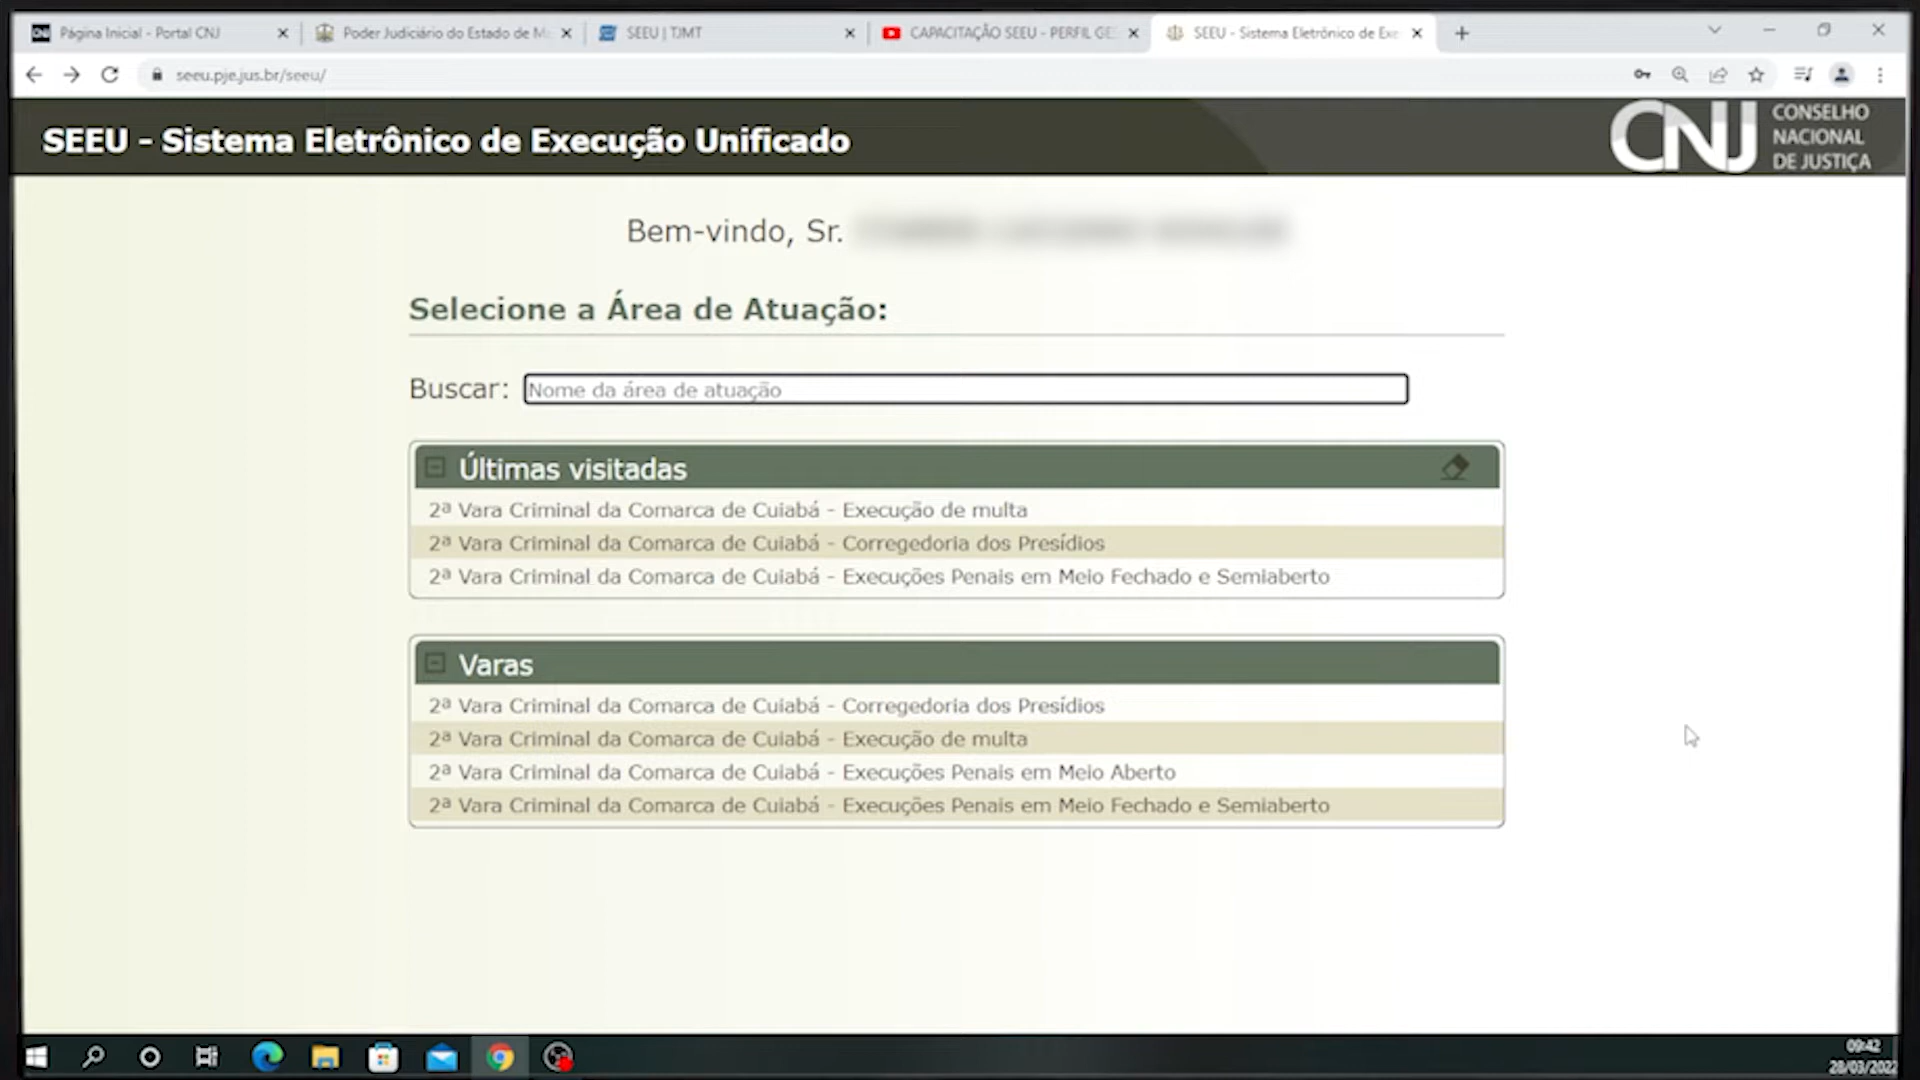 Página Inicial - Portal CNJ
Poder Judiciário do Estado de M
SEEU | TJMT
CAPACITAÇÃO SEEU - PERFIL GE
SEEU - Sistema Eletrônico de Exe
seeu.pje.jus.br/seeu/
SEEU - Sistema Eletrônico de Execução Unificado
CNJ
CONSELHO
NACIONAL
DE JUSTIÇA
Bem-vindo, Sr.
Selecione a Área de Atuação:
Buscar: Nome da área de atuação
Últimas visitadas
2ª Vara Criminal da Comarca de Cuiabá - Execução de multa
2ª Vara Criminal da Comarca de Cuiabá - Corregedoria dos Presídios
2ª Vara Criminal da Comarca de Cuiabá - Execuções Penais em Meio Fechado e Semiaberto
Varas
2ª Vara Criminal da Comarca de Cuiabá - Corregedoria dos Presídios
2ª Vara Criminal da Comarca de Cuiabá - Execução de multa
2ª Vara Criminal da Comarca de Cuiabá - Execuções Penais em Meio Aberto
2ª Vara Criminal da Comarca de Cuiabá - Execuções Penais em Meio Fechado e Semiaberto
09:42
28/03/2022